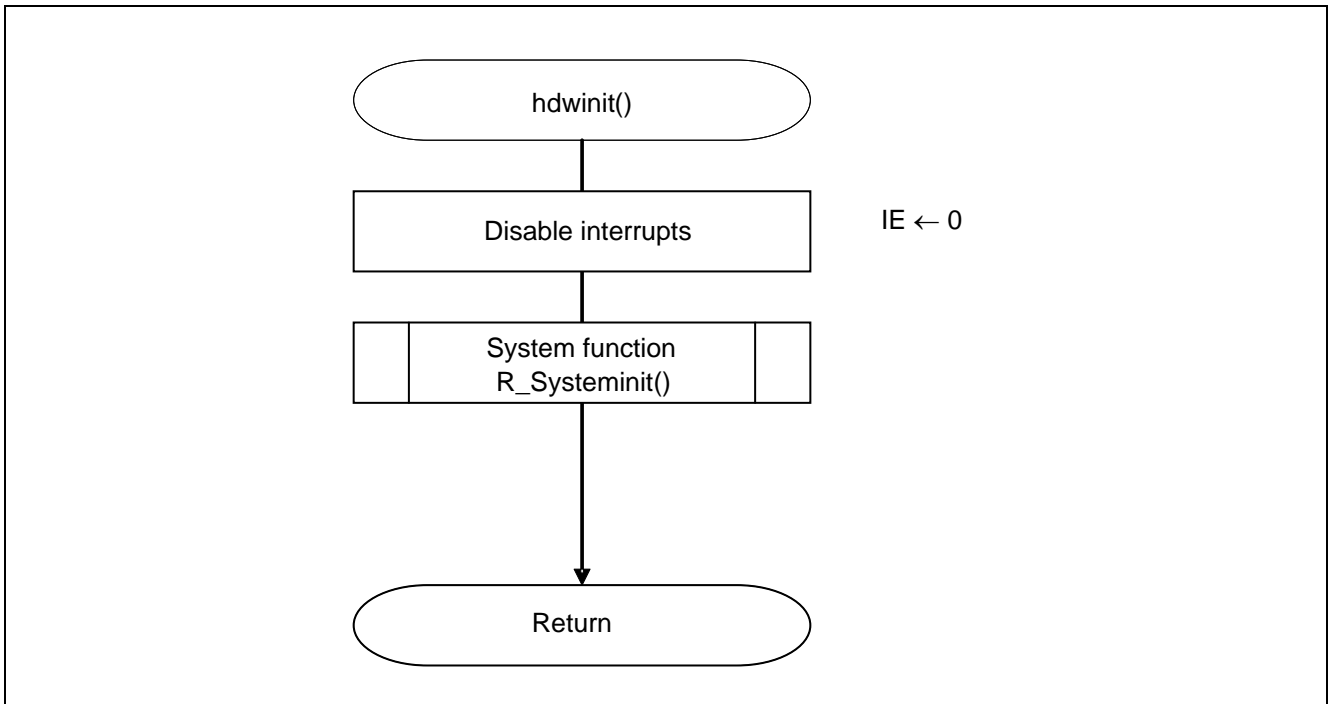 hdwinit()
Disable interrupts
IE ← 0
System function
R_Systeminit()
Return